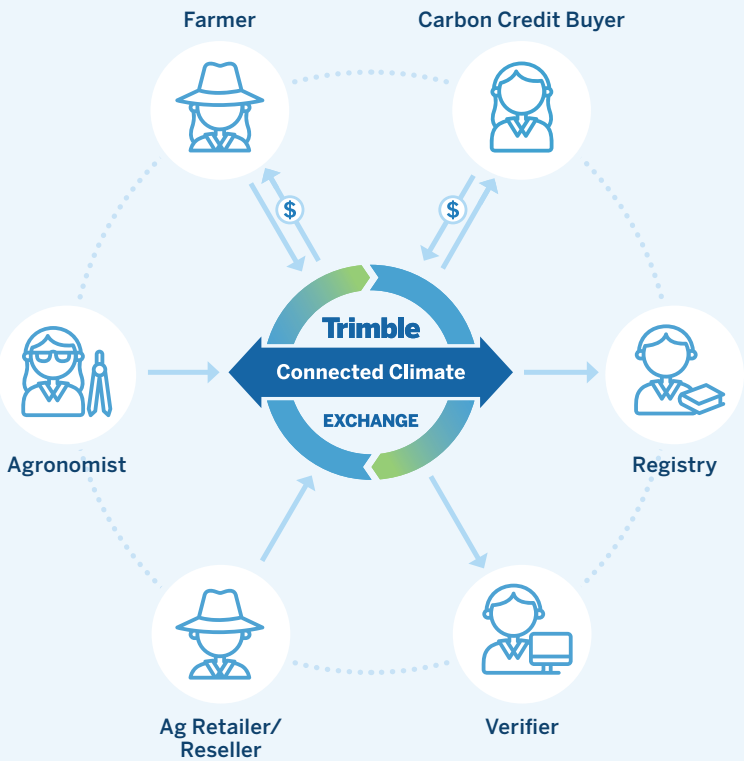 Farmer
Carbon Credit Buyer
$
$
Trimble
Connected Climate
EXCHANGE
Agronomist
Registry
Ag Retailer/
Reseller
Verifier